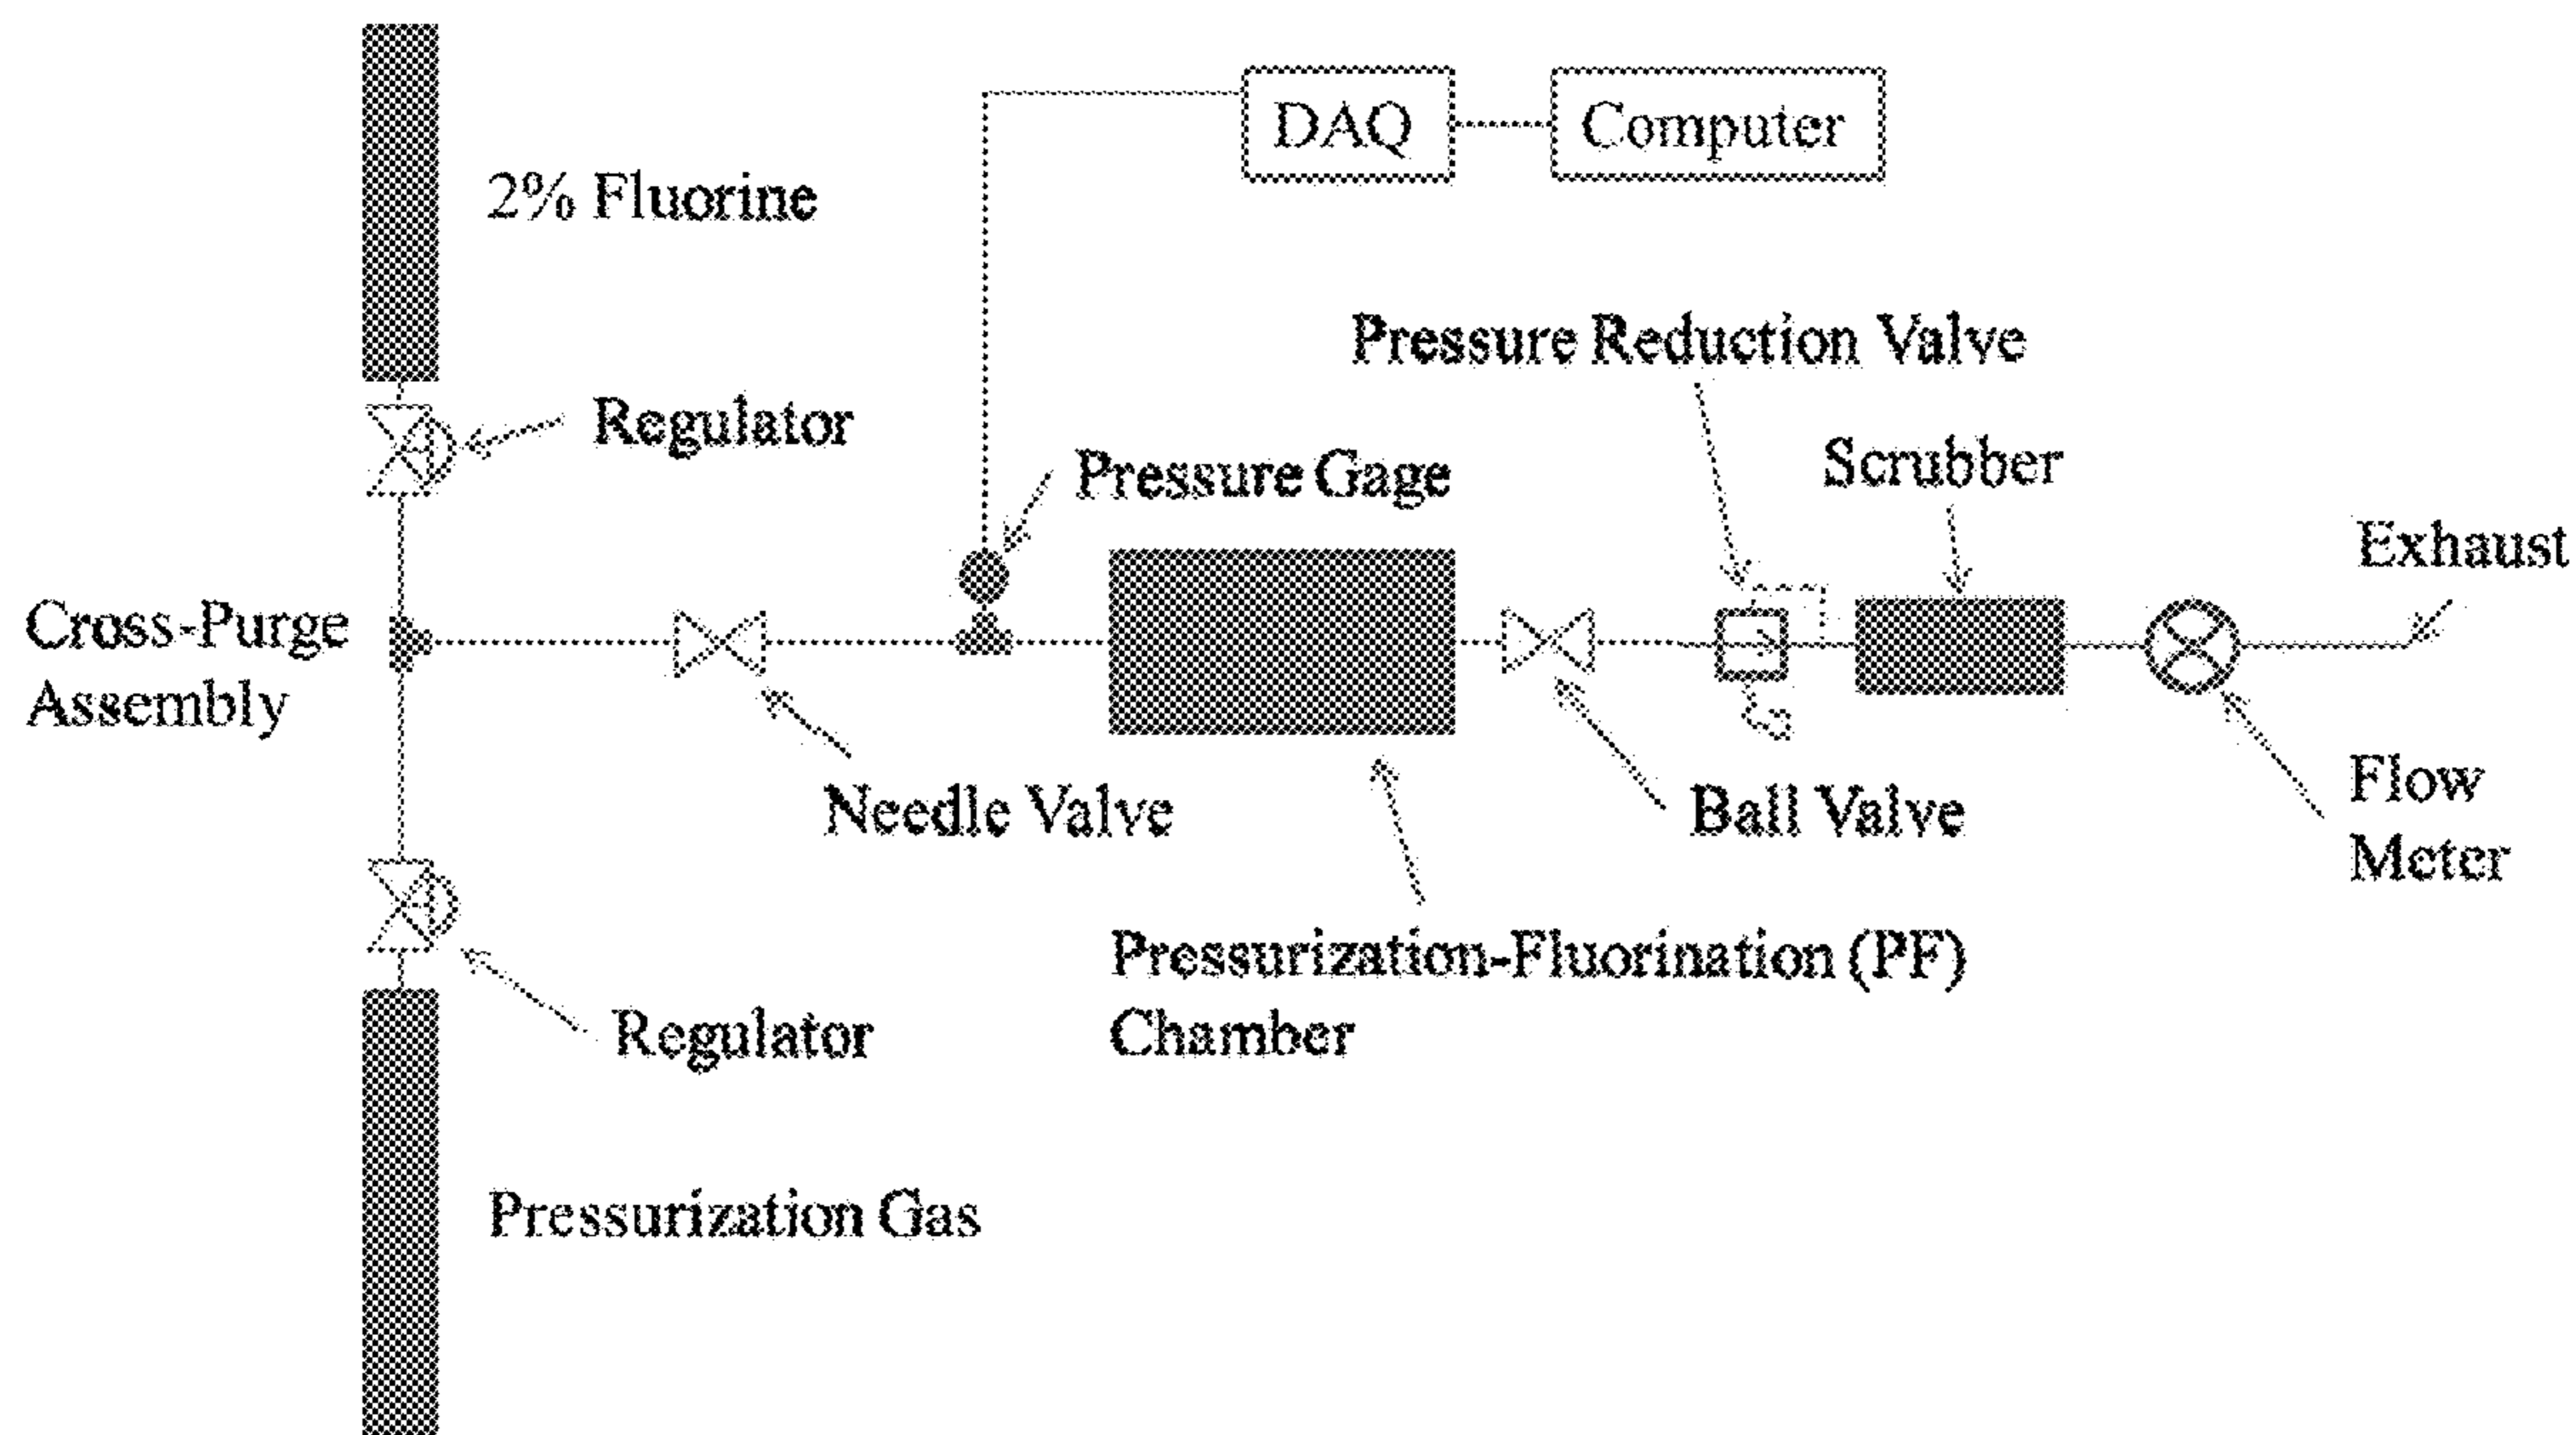 DAQ
Computer
2% Fluorine
Pressure Reduction Valve
Regulator
Pressure Gage
Scrubber
Exhaust
Cross-Purge
Assembly
Needle Valve
Ball Valve
Flow
Meter
Pressurization-Fluorination (PF)
Chamber
Regulator
Pressurization Gas